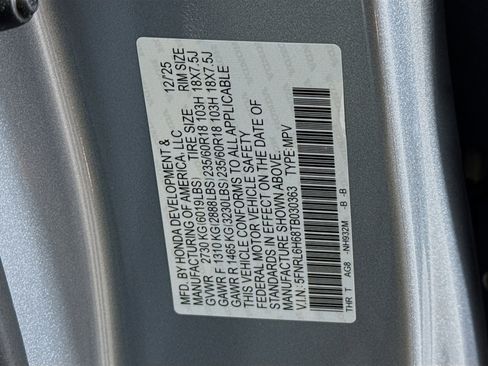 MFD. BY HONDA DEVELOPMENT & 12/25
MANUFACTURING OF AMERICA, LLC
TIRE SIZE RIM SIZE
GVWR 2730 KG(6019LBS)
GAWR F 1310 KG(2888LBS) 235/60R18 103H 18X7.5J
GAWR R 1465 KG(3230LBS) 235/60R18 103H 18X7.5J
THIS VEHICLE CONFORMS TO ALL APPLICABLE
FEDERAL MOTOR VEHICLE SAFETY
STANDARDS IN EFFECT ON THE DATE OF
MANUFACTURE SHOWN ABOVE.
V.I.N.: 5FNRL6H68TB030363 TYPE:MPV
THR T AG8 -NH932M -B -B